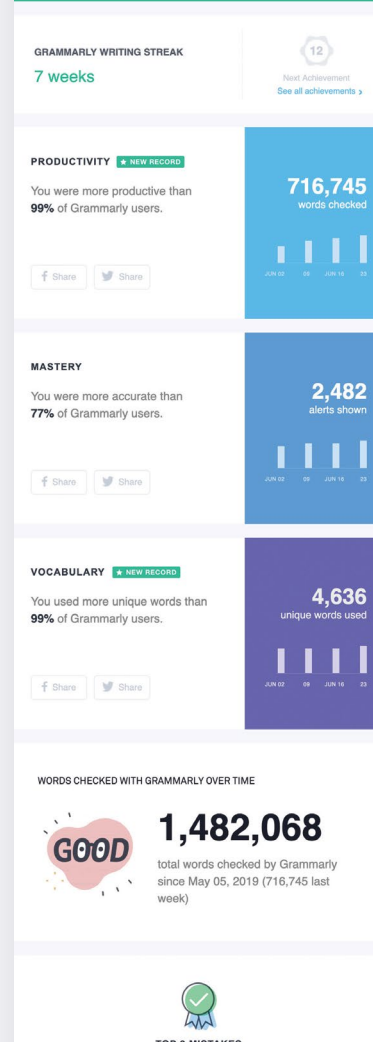 GRAMMARLY WRITING STREAK
7 weeks
12
Next Achievement
See all achievements >
PRODUCTIVITY ★ NEW RECORD
You were more productive than
99% of Grammarly users.
Share Share
716,745
words checked
JUN 02 09 JUN 16 23
MASTERY
You were more accurate than
77% of Grammarly users.
Share Share
2,482
alerts shown
JUN 02 09 JUN 16 23
VOCABULARY ★ NEW RECORD
You used more unique words than
99% of Grammarly users.
Share Share
4,636
unique words used
JUN 02 09 JUN 16 23
WORDS CHECKED WITH GRAMMARLY OVER TIME
GOOD
1,482,068
total words checked by Grammarly
since May 05, 2019 (716,745 last
week)